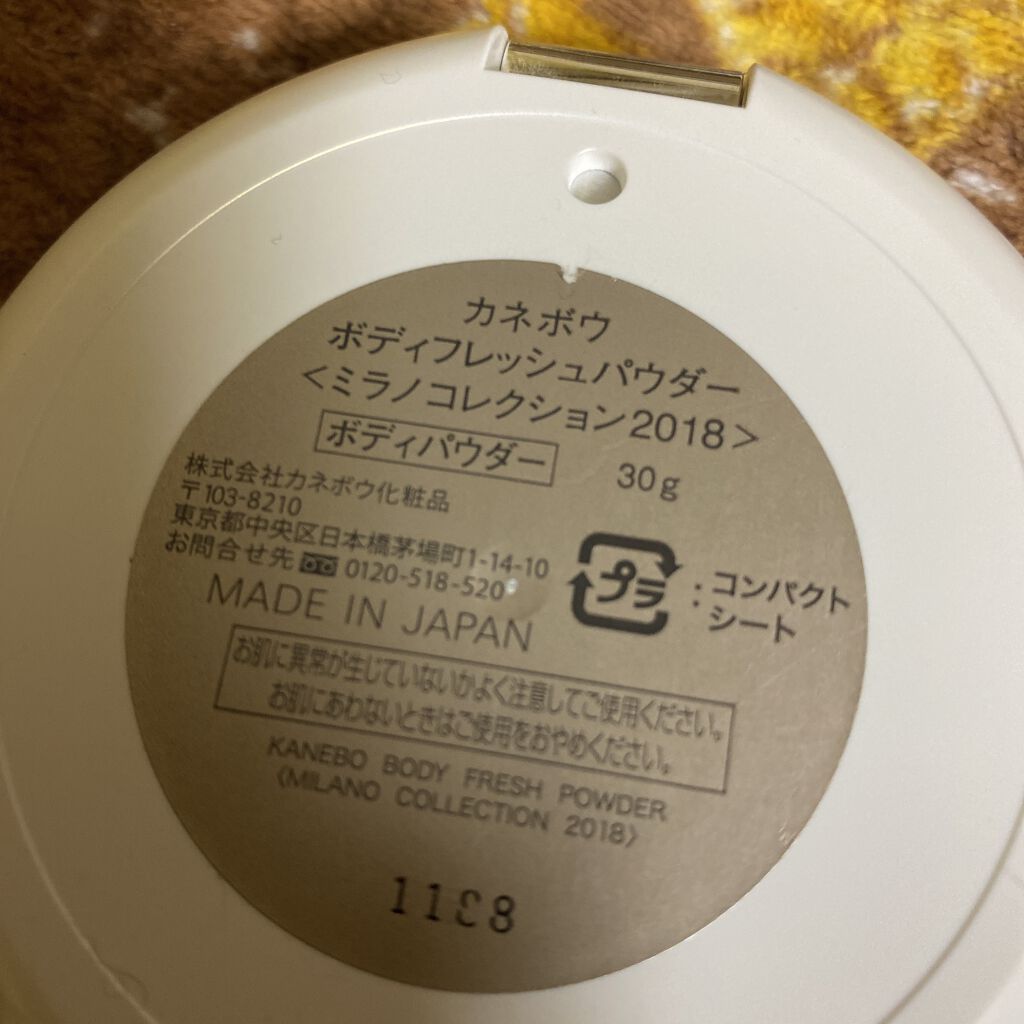 カネボウ
ボディフレッシュパウダー
<ミラノコレクション2018>
ボディパウダー 30g
株式会社カネボウ化粧品
〒103-8210
東京都中央区日本橋茅場町1-14-10
お問合せ先 0120-518-520
プラ : コンパクト
: シート
MADE IN JAPAN
お肌に異常が生じていないかよく注意してご使用ください。
お肌にあわないときはご使用をおやめください。
KANEBO BODY FRESH POWDER
〈MILANO COLLECTION 2018〉